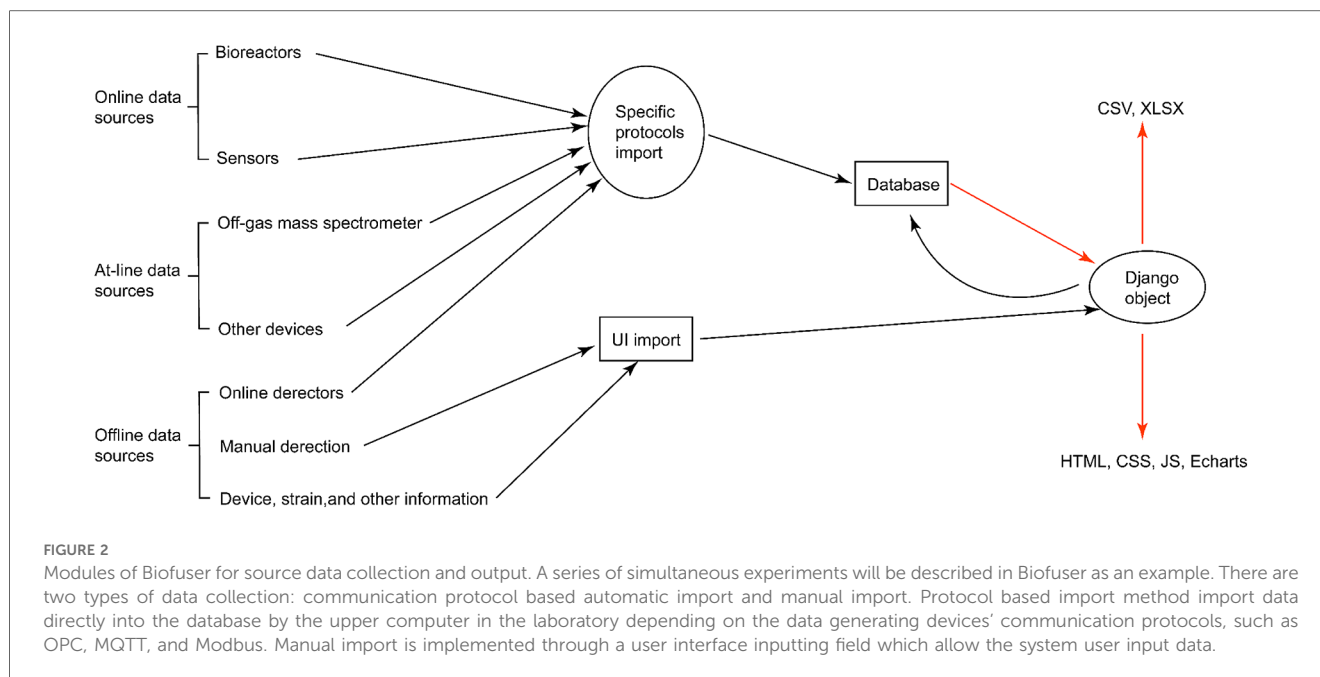 Bioreactors
Online data
sources
Sensors
Off-gas mass spectrometer
At-line data
sources
Other devices
Online derectors
Offline data
sources
Manual derection
Device, strain,and other information
Specific
protocols
import
UI import
Database
CSV, XLSX
Django
object
HTML, CSS, JS, Echarts
FIGURE 2
Modules of Biofuser for source data collection and output. A series of simultaneous experiments will be described in Biofuser as an example. There are
two types of data collection: communication protocol based automatic import and manual import. Protocol based import method import data
directly into the database by the upper computer in the laboratory depending on the data generating devices’ communication protocols, such as
OPC, MQTT, and Modbus. Manual import is implemented through a user interface inputting field which allow the system user input data.